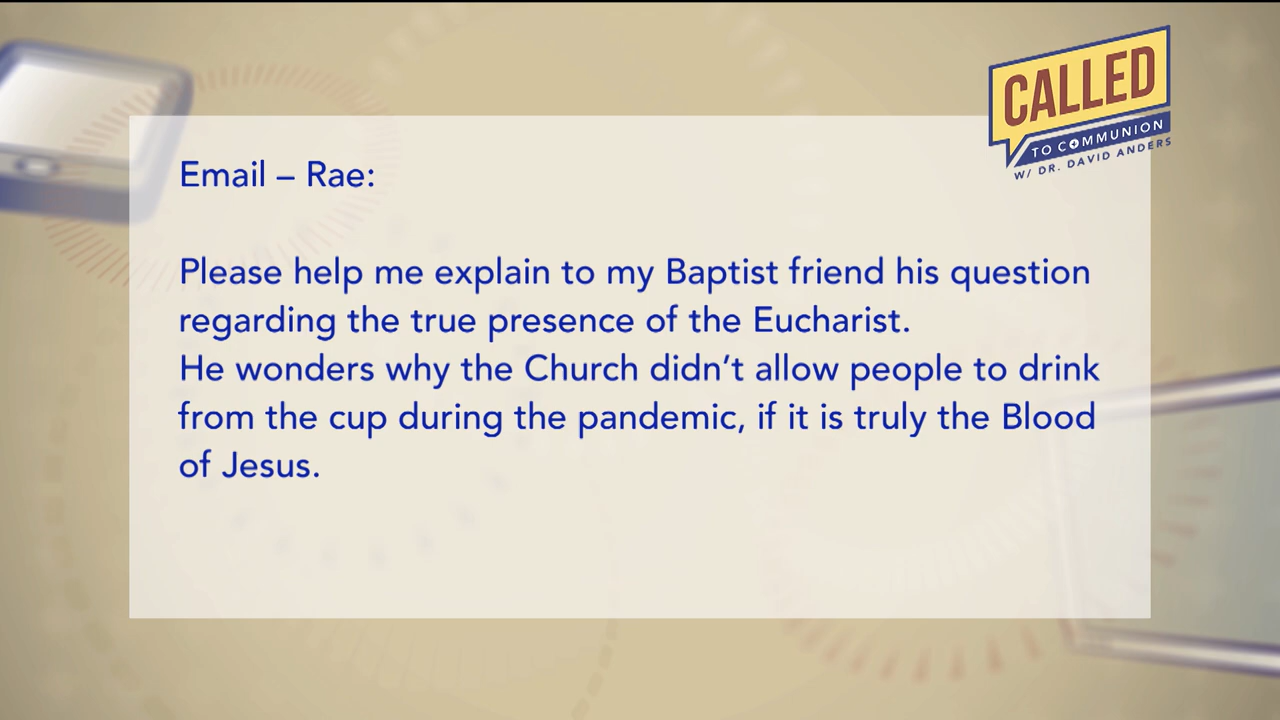 CALLED
TO COMMUNION
W/ DR. DAVID ANDERS
Email – Rae:
Please help me explain to my Baptist friend his question
regarding the true presence of the Eucharist.
He wonders why the Church didn’t allow people to drink
from the cup during the pandemic, if it is truly the Blood
of Jesus.